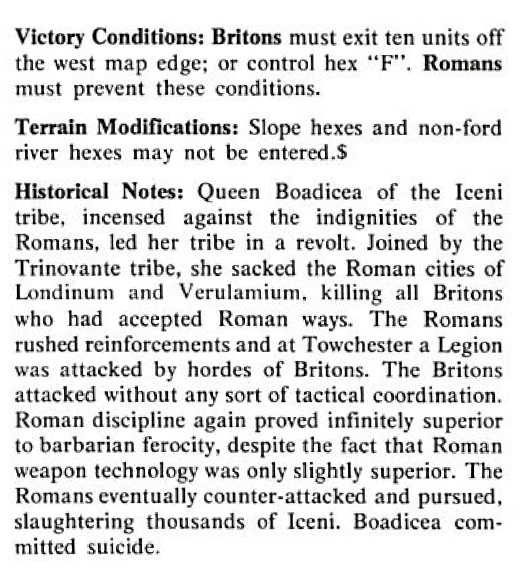 Victory Conditions: Britons must exit ten units off
the west map edge; or control hex “F”. Romans
must prevent these conditions.
Terrain Modifications: Slope hexes and non-ford
river hexes may not be entered.$
Historical Notes: Queen Boadicea of the Iceni
tribe, incensed against the indignities of the
Romans, led her tribe in a revolt. Joined by the
Trinovante tribe, she sacked the Roman cities of
Londinum and Verulamium, killing all Britons
who had accepted Roman ways. The Romans
rushed reinforcements and at Towchester a Legion
was attacked by hordes of Britons. The Britons
attacked without any sort of tactical coordination.
Roman discipline again proved infinitely superior
to barbarian ferocity, despite the fact that Roman
weapon technology was only slightly superior. The
Romans eventually counter-attacked and pursued,
slaughtering thousands of Iceni. Boadicea com-
mitted suicide.